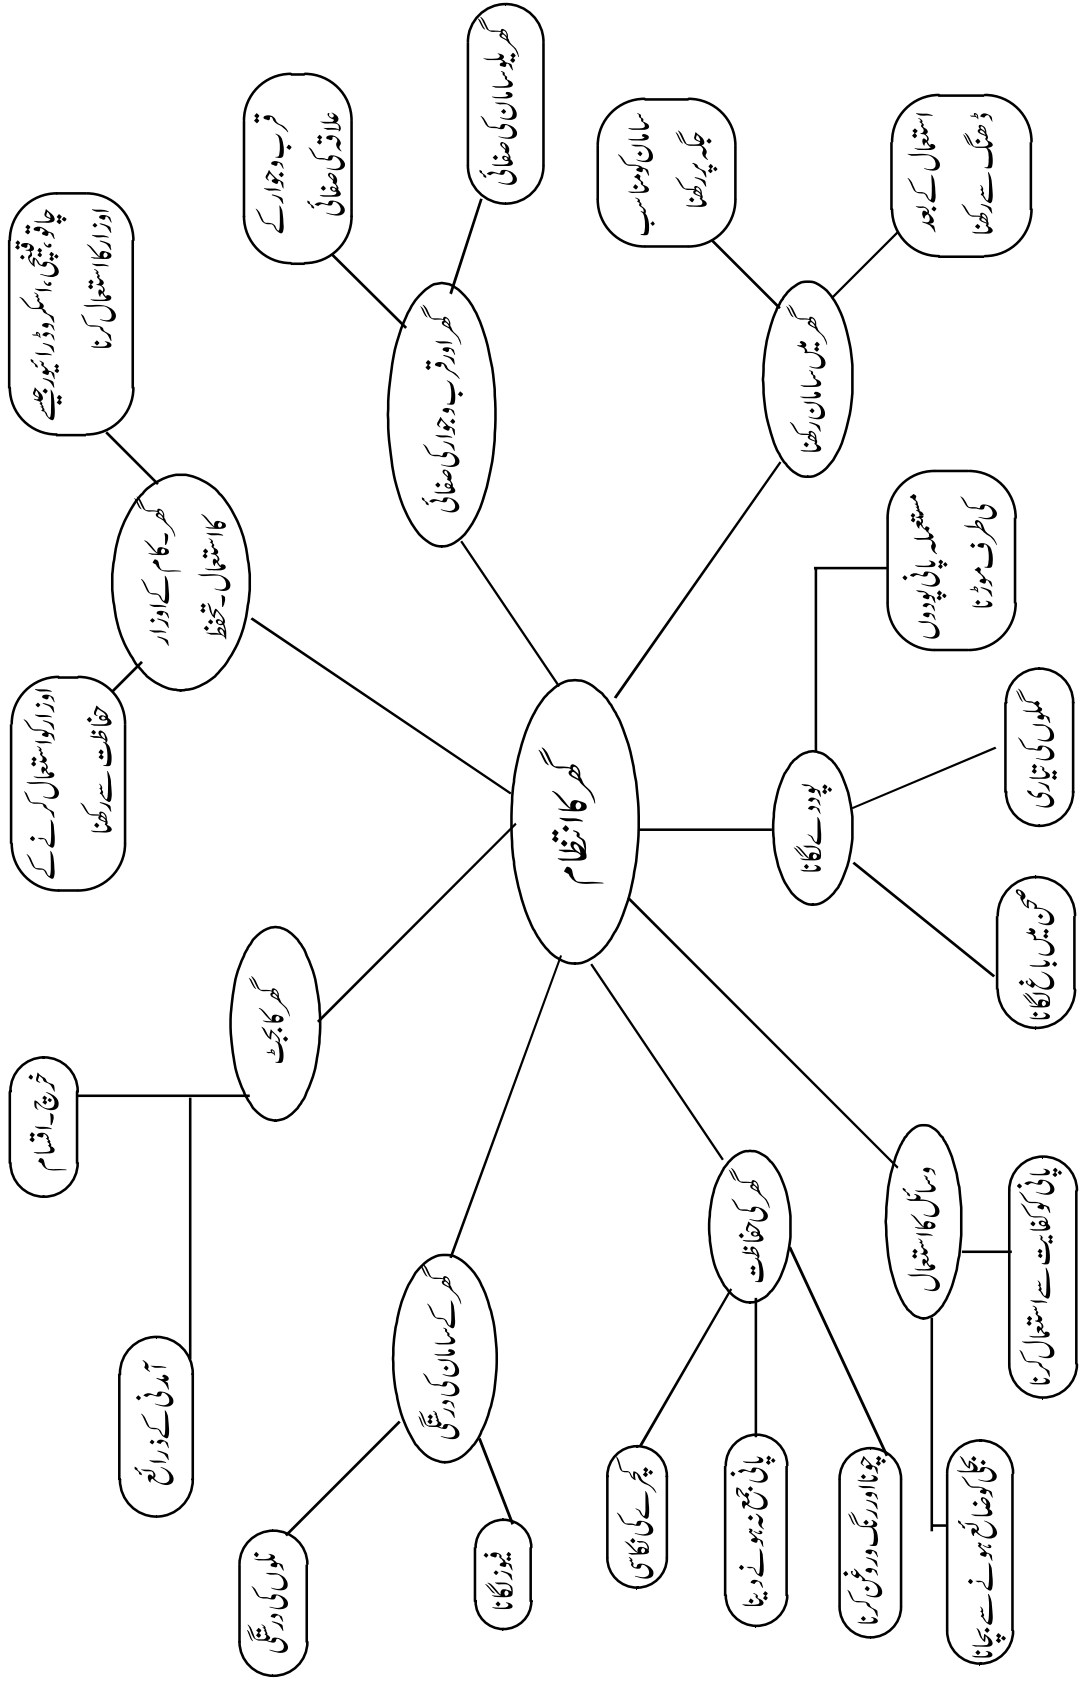 گھر کا انتظام
گھر میں سامان رکھنا
سامان کو مناسب
جگہ پر رکھنا
استعمال کے بعد
ڈھنگ سے رکھنا
گھر اور قرب و جوار کی صفائی
گھریلو سامان کی صفائی
قرب و جوار کے
علاقہ کی صفائی
گھر۔کام کے اوزار
کا استعمال۔تحفظ
چاقو، قینچی، اسکروڈرائیور جیسے
اوزار کا استعمال کرنا
اوزار کو استعمال کرنے کے
حفاظت سے رکھنا
گھر کا بجٹ
خرچ۔اقسام
آمدنی کے ذرائع
گھر کے سامان کی درستگی
نلوں کی درستگی
فیوز لگانا
گھر کی حفاظت
کچرے کی نکاسی
پانی جمع نہ ہونے دینا
چونا اور رنگ و روغن کرنا
وسائل کا استعمال
پانی کو کفایت سے استعمال کرنا
بجلی کو ضائع ہونے سے بچانا
پودے لگانا
مستعملہ پانی پودوں
کی طرف موڑنا
گملوں کی تیاری
صحن میں باغ لگانا